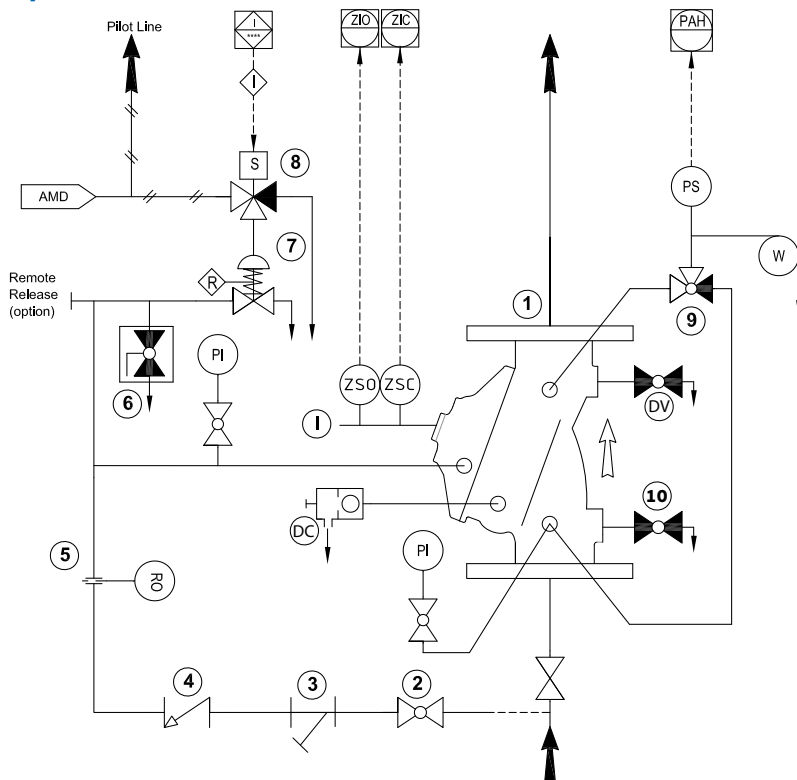 ZIO
ZIC
PAH
Pilot Line
I
****
I
S
8
PS
AMD
7
W
Remote
Release
(option)
R
1
9
PI
6
ZSO
ZSC
DV
I
10
DC
PI
5
RO
4
3
2